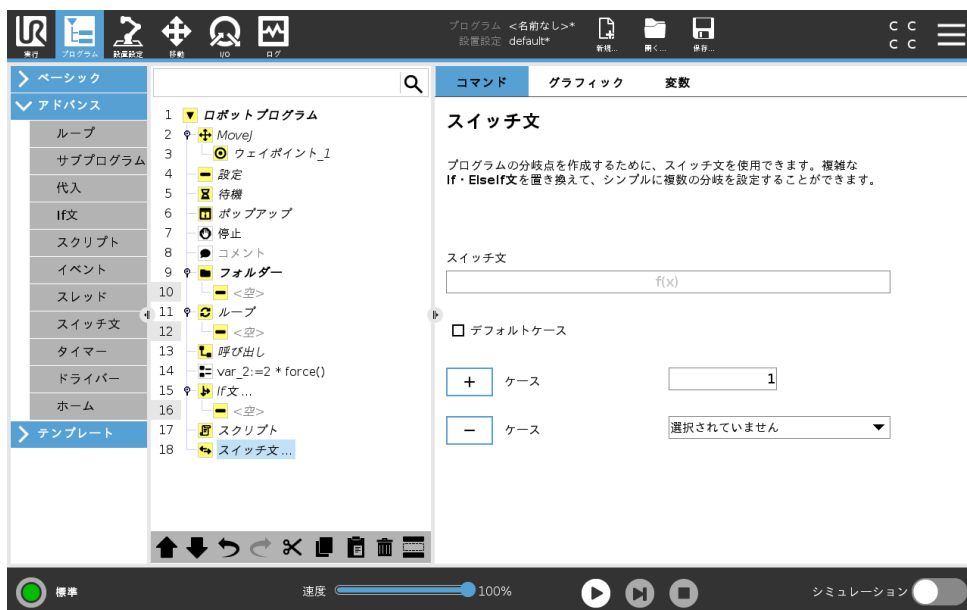 プログラム <名前なし>*
設置設定 default*
UR
実行
プログラム
設置設定
移動
I/O
ログ
新規...
開く...
保存...
C C
C C
ベーシック
アドバンス
ループ
サブプログラム
代入
If文
スクリプト
イベント
スレッド
スイッチ文
タイマー
ドライバー
ホーム
テンプレート
1 ロボットプログラム
2 MoveJ
3 ウェイポイント_1
4 設定
5 待機
6 ポップアップ
7 停止
8 コメント
9 フォルダー
10 <空>
11 ループ
12 <空>
13 呼び出し
14 var_2:=2 * force()
15 If文...
16 <空>
17 スクリプト
18 スイッチ文...
コマンド グラフィック 変数
スイッチ文
プログラムの分岐点を作成するために、スイッチ文を使用できます。複雑な
If・ElseIf文を置き換えて、シンプルに複数の分岐を設定することができます。
スイッチ文
f(x)
デフォルトケース
+ ケース 1
− ケース 選択されていません
標準
速度 100%
シミュレーション